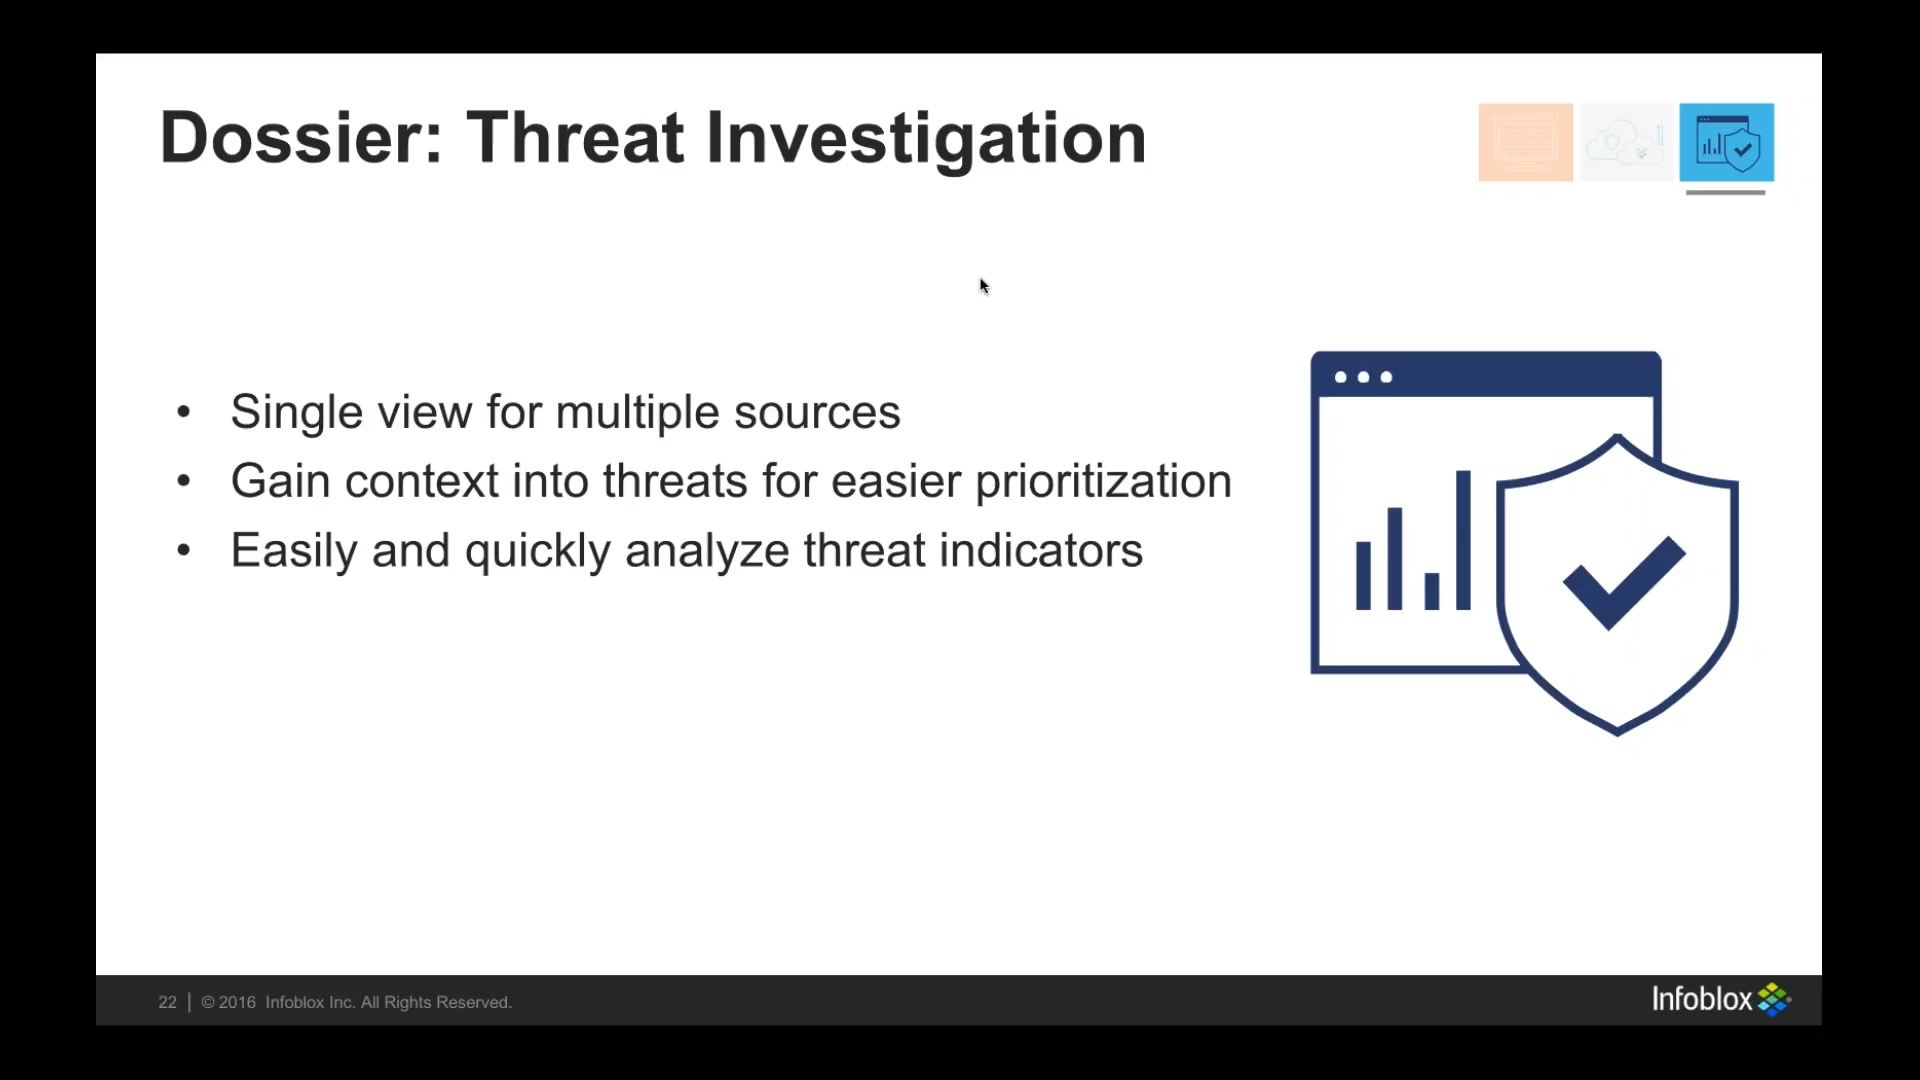 Dossier: Threat Investigation
• Single view for multiple sources
• Gain context into threats for easier prioritization
• Easily and quickly analyze threat indicators
22 | © 2016 Infoblox Inc. All Rights Reserved.
Infoblox